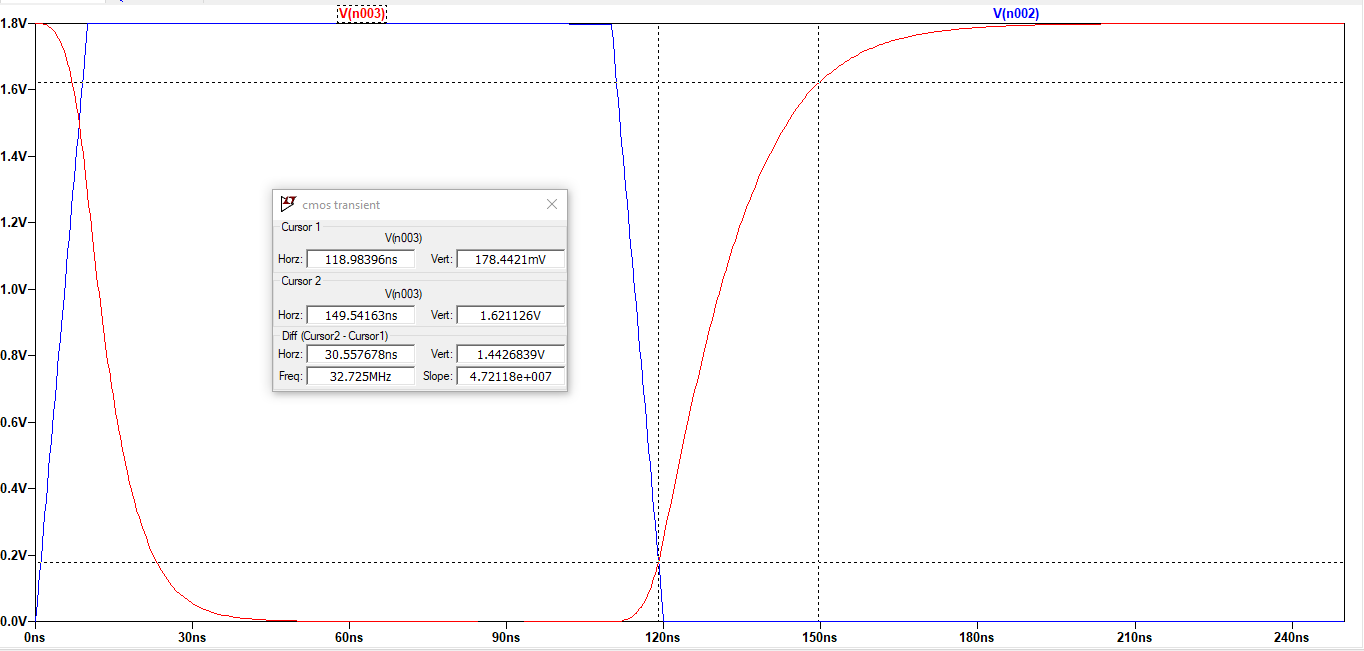 V(n003) V(n002)
1.8V
1.6V
1.4V
1.2V
1.0V
0.8V
0.6V
0.4V
0.2V
0.0V
0ns 30ns 60ns 90ns 120ns 150ns 180ns 210ns 240ns
cmos transient
Cursor 1
V(n003)
Horz: 118.98396ns Vert: 178.4421mV
Cursor 2
V(n003)
Horz: 149.54163ns Vert: 1.621126V
Diff (Cursor2 - Cursor1)
Horz: 30.557678ns Vert: 1.4426839V
Freq: 32.725MHz Slope: 4.72118e+007